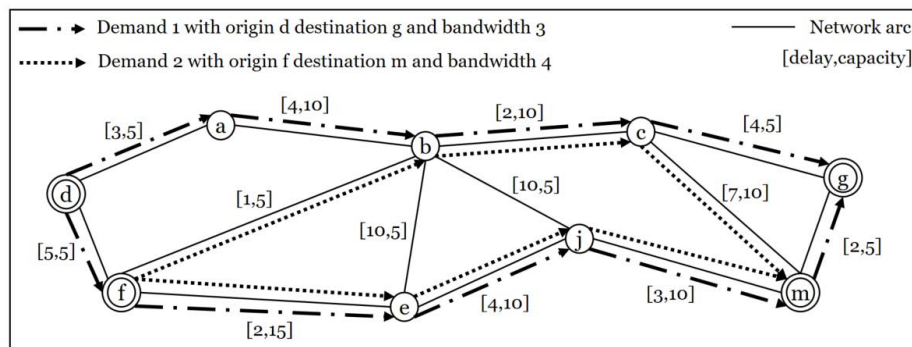 Demand 1 with origin d destination g and bandwidth 3
Network arc
Demand 2 with origin f destination m and bandwidth 4
[delay,capacity]
[4,10]
[2,10]
[3,5]
a
c
[4,5]
b
d
[1,5]
[10,5]
[7,10]
g
[10,5]
j
[5,5]
[2,5]
f
e
m
[4,10]
[3,10]
[2,15]